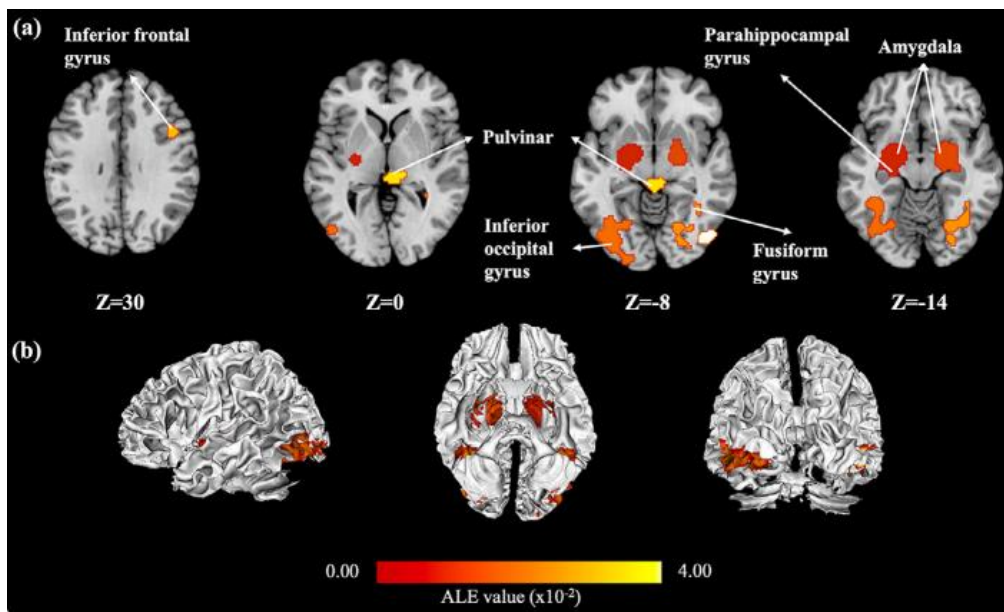 (a)
Inferior frontal
gyrus
Pulvinar
Parahippocampal
gyrus
Amygdala
Inferior
occipital
gyrus
Fusiform
gyrus
Z=30
Z=0
Z=-8
Z=-14
(b)
0.00
4.00
ALE value (x10⁻²)